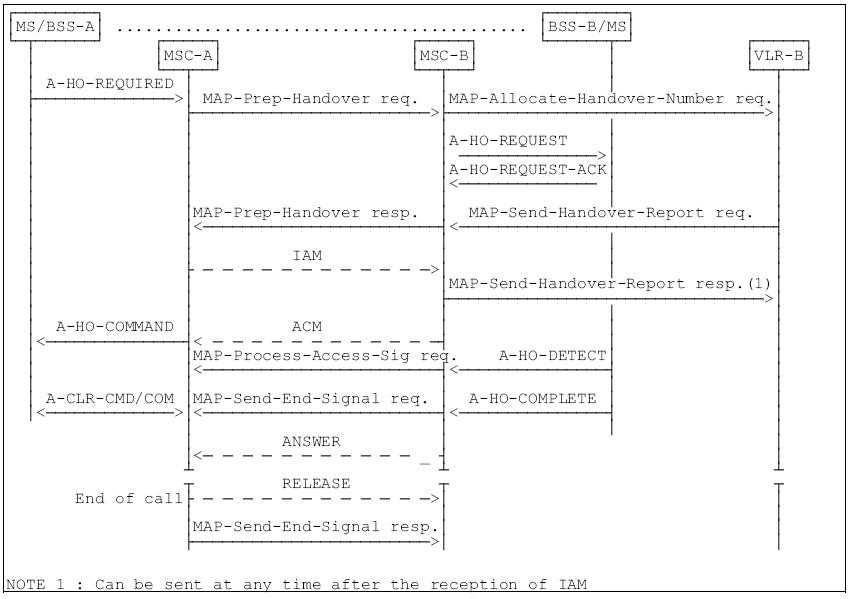 MS/BSS-A BSS-B/MS
MSC-A MSC-B VLR-B
A-HO-REQUIRED
MAP-Prep-Handover req. MAP-Allocate-Handover-Number req.
A-HO-REQUEST
A-HO-REQUEST-ACK
MAP-Prep-Handover resp. MAP-Send-Handover-Report req.
IAM
MAP-Send-Handover-Report resp.(1)
A-HO-COMMAND ACM
MAP-Process-Access-Sig req. A-HO-DETECT
A-CLR-CMD/COM MAP-Send-End-Signal req. A-HO-COMPLETE
ANSWER
RELEASE
End of call
MAP-Send-End-Signal resp.
NOTE 1 : Can be sent at any time after the reception of IAM